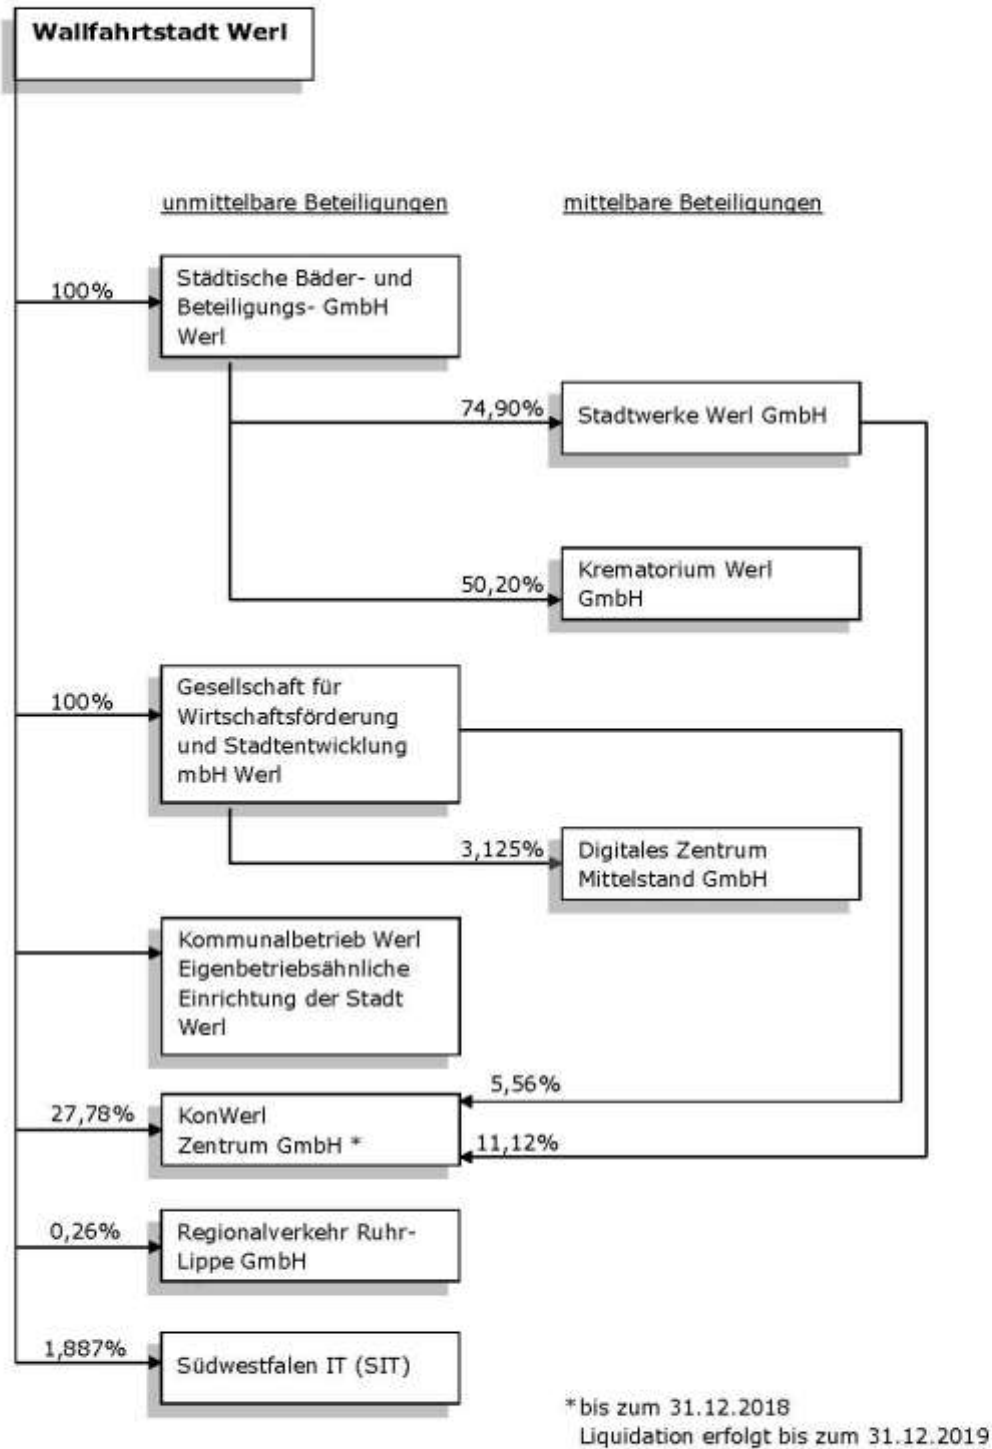 Wallfahrtstadt Werl
unmittelbare Beteiligungen
mittelbare Beteiligungen
100%
Städtische Bäder- und
Beteiligungs- GmbH
Werl
74,90%
Stadtwerke Werl GmbH
50,20%
Krematorium Werl
GmbH
100%
Gesellschaft für
Wirtschaftsförderung
und Stadtentwicklung
mbH Werl
3,125%
Digitales Zentrum
Mittelstand GmbH
Kommunalbetrieb Werl
Eigenbetriebsähnliche
Einrichtung der Stadt
Werl
5,56%
27,78%
KonWerl
Zentrum GmbH *
11,12%
0,26%
Regionalverkehr Ruhr-
Lippe GmbH
1,887%
Südwestfalen IT (SIT)
* bis zum 31.12.2018
Liquidation erfolgt bis zum 31.12.2019